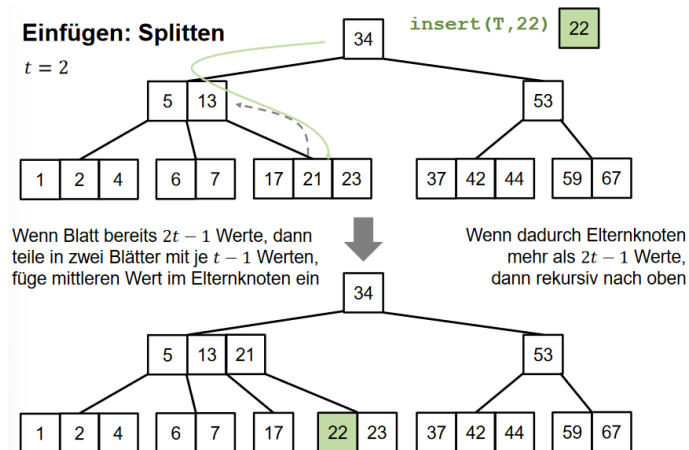 Einfügen: Splitten
insert(T,22) 22
t = 2
34
5 13
53
1 2 4 6 7 17 21 23 37 42 44 59 67
Wenn Blatt bereits 2t − 1 Werte, dann
teile in zwei Blätter mit je t − 1 Werten,
füge mittleren Wert im Elternknoten ein
Wenn dadurch Elternknoten
mehr als 2t − 1 Werte,
dann rekursiv nach oben
34
5 13 21
53
1 2 4 6 7 17 22 23 37 42 44 59 67